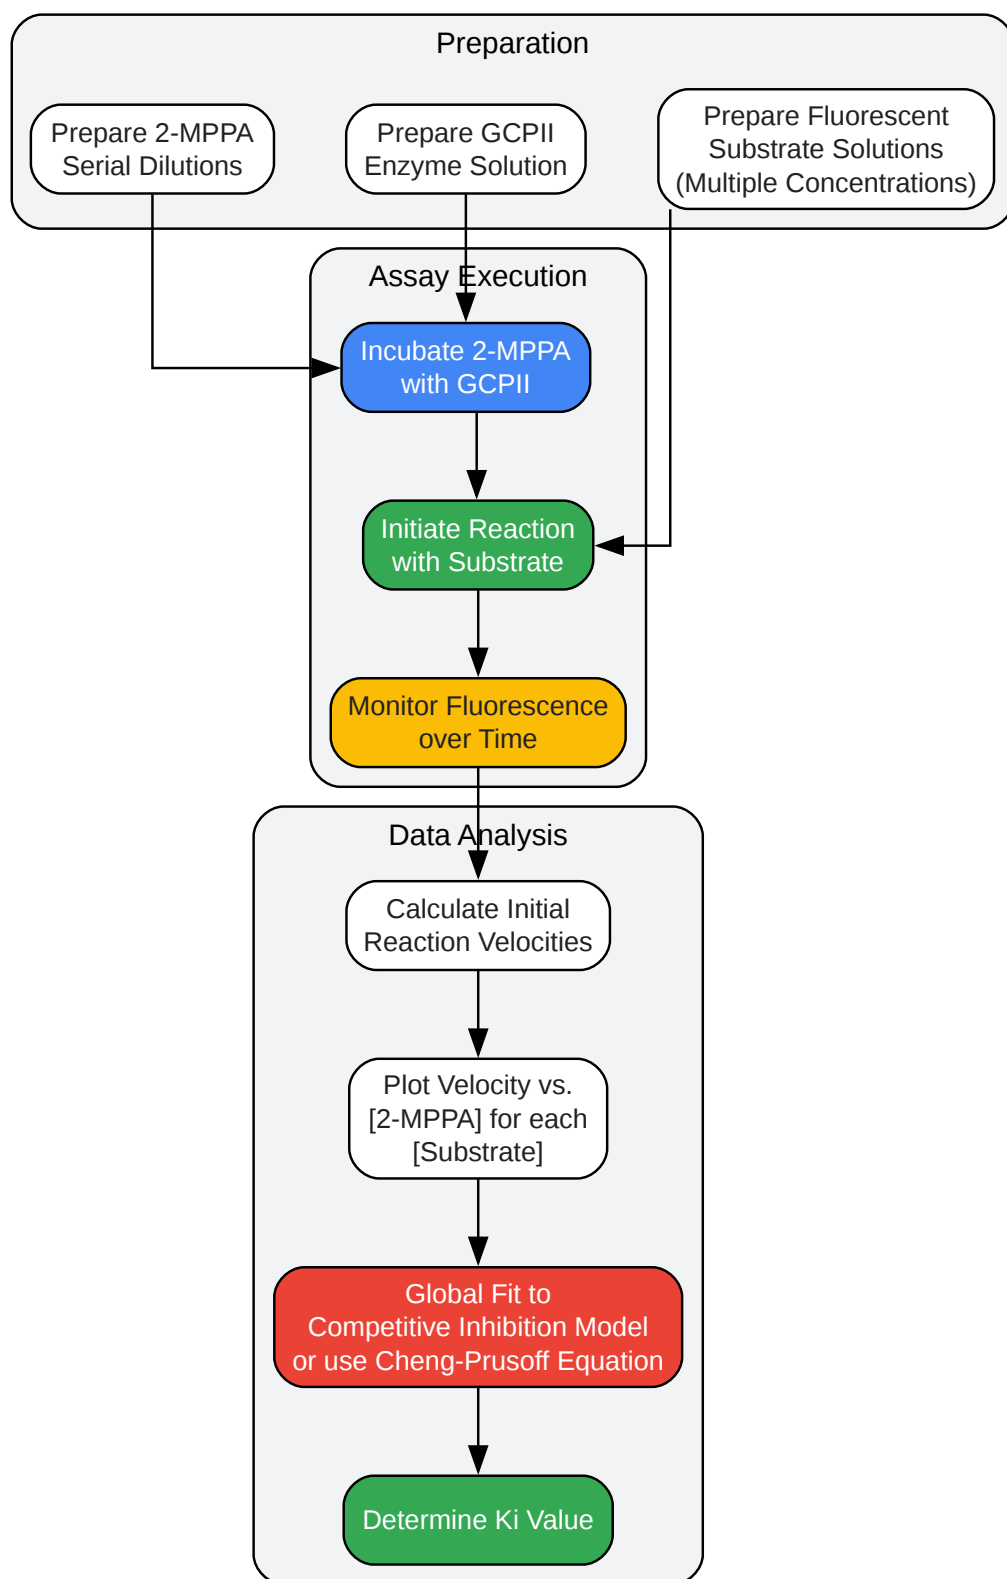 Preparation
Prepare 2-MPPA
Serial Dilutions
Prepare GCPII
Enzyme Solution
Prepare Fluorescent
Substrate Solutions
(Multiple Concentrations)
Assay Execution
Incubate 2-MPPA
with GCPII
Initiate Reaction
with Substrate
Monitor Fluorescence
over Time
Data Analysis
Calculate Initial
Reaction Velocities
Plot Velocity vs.
[2-MPPA] for each
[Substrate]
Global Fit to
Competitive Inhibition Model
or use Cheng-Prusoff Equation
Determine Ki Value